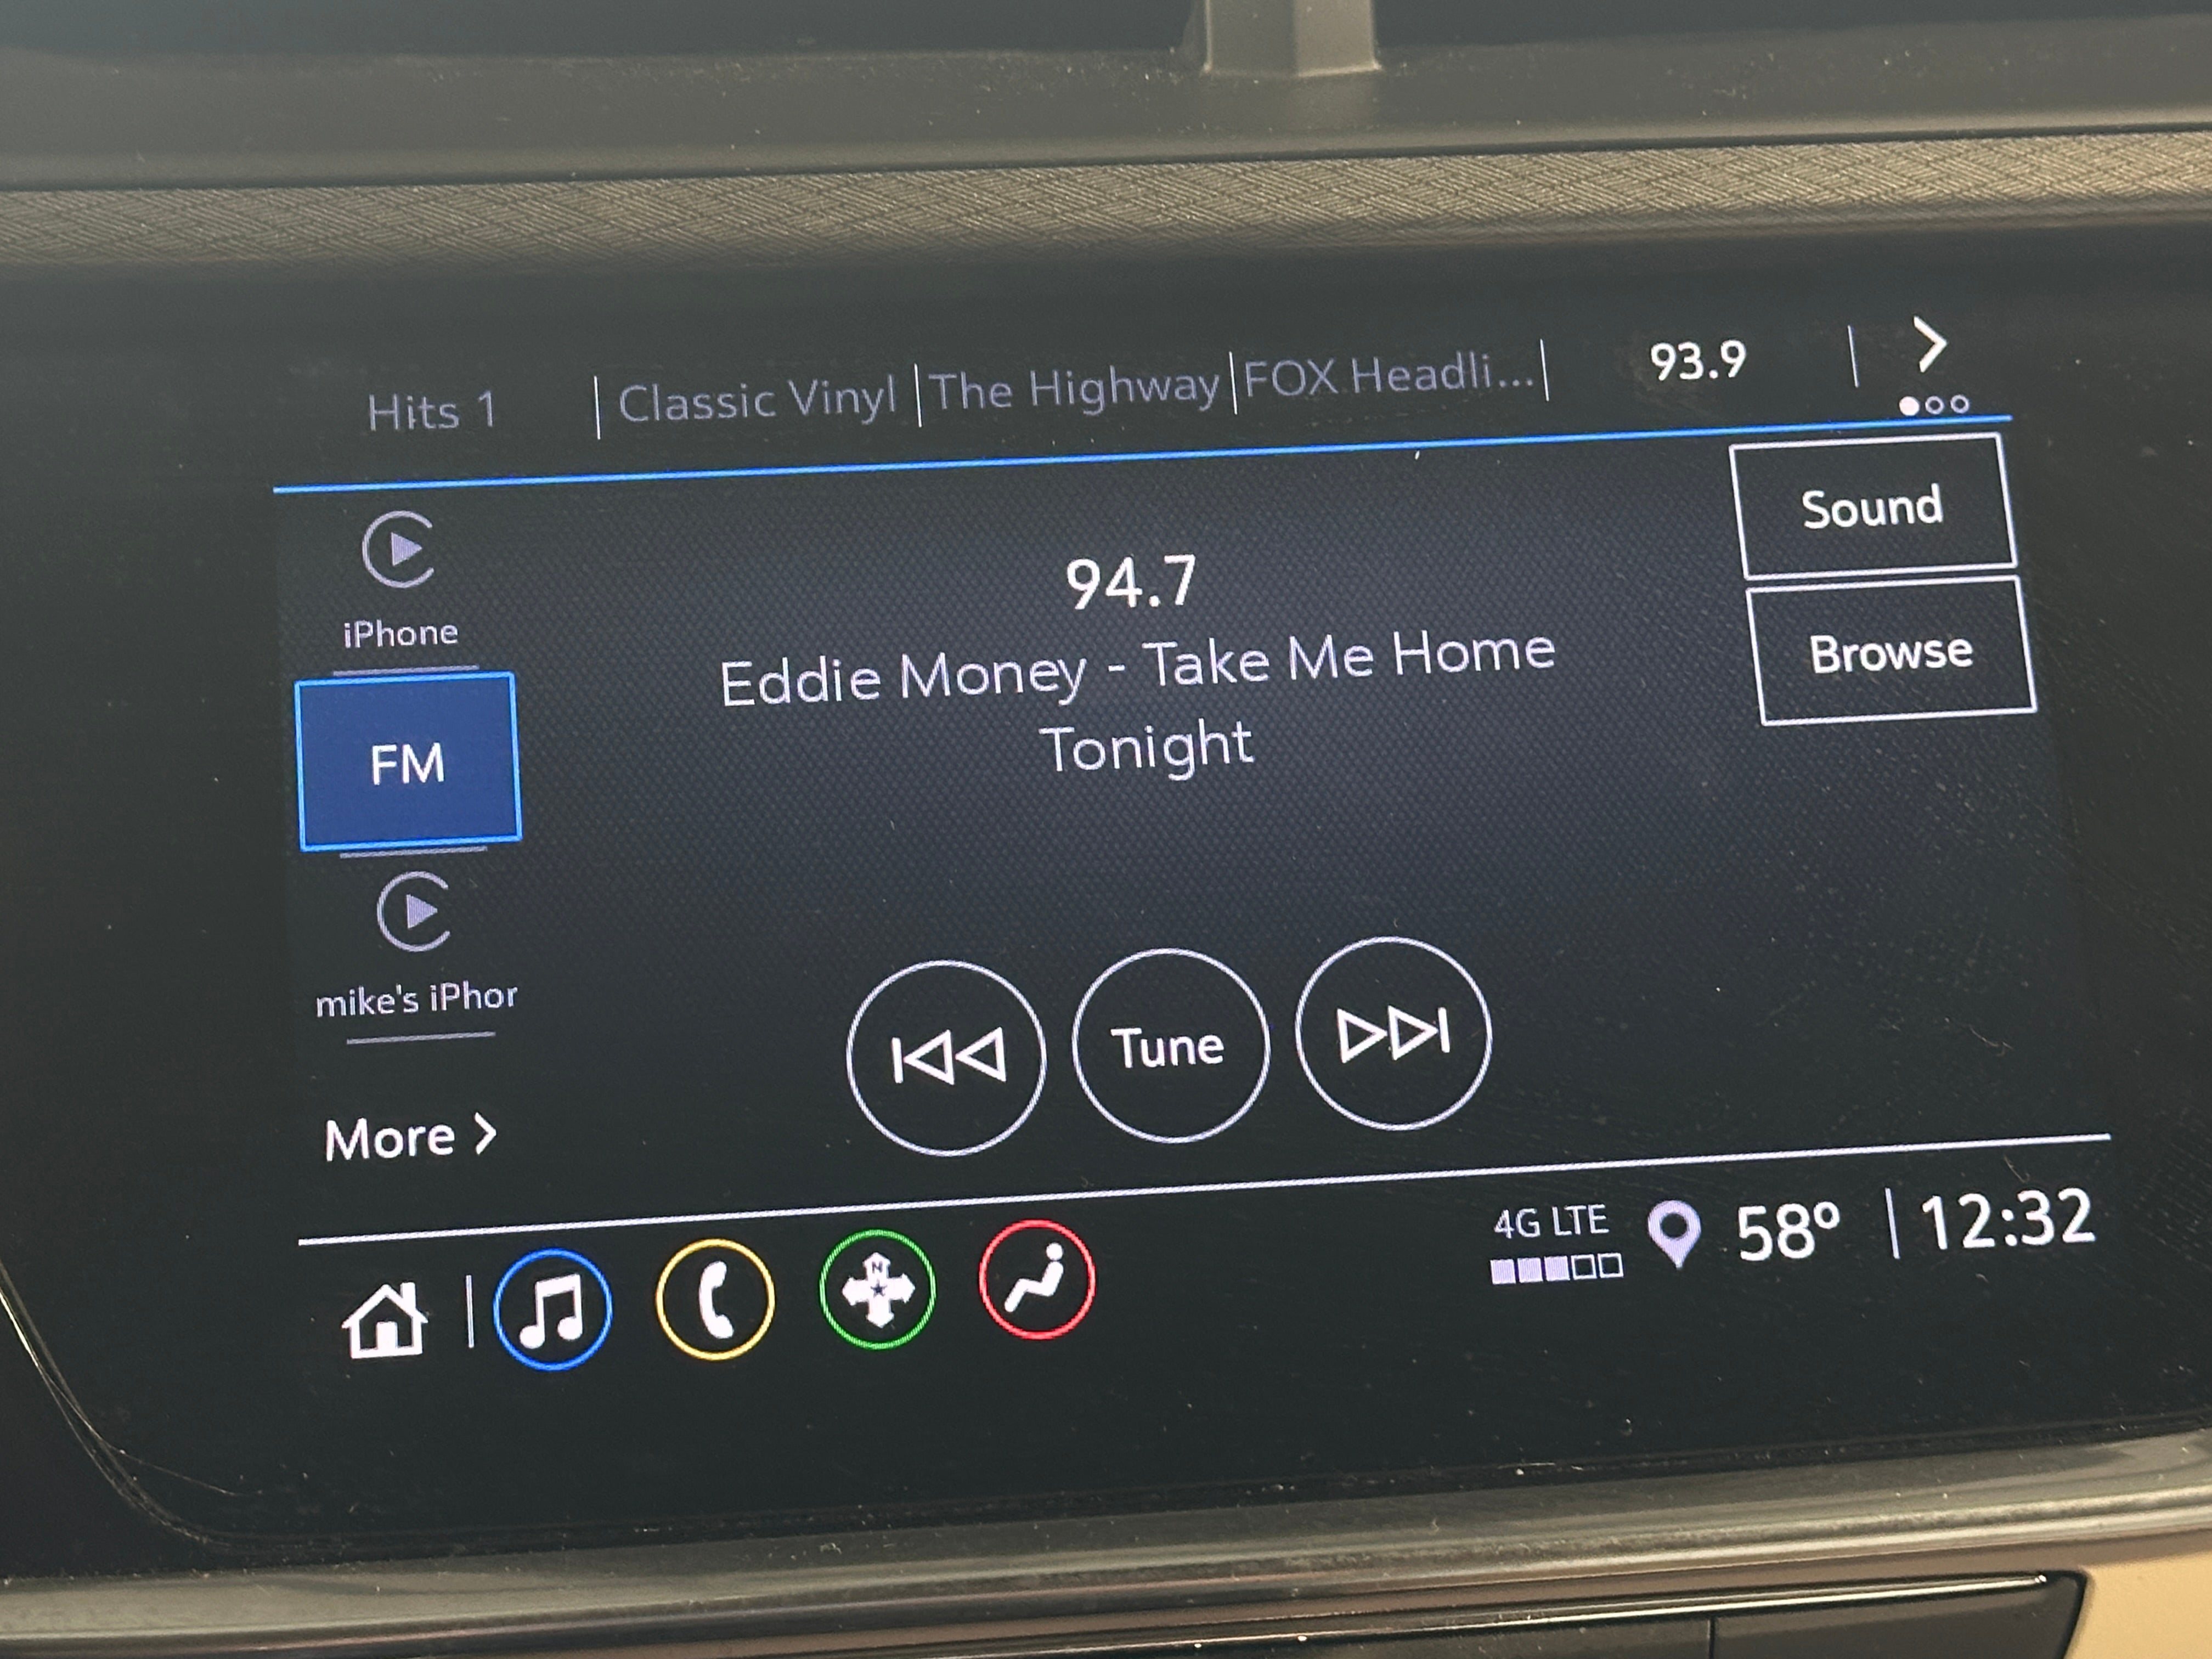 Hits 1 | Classic Vinyl | The Highway | FOX Headli... | 93.9 |
Sound
iPhone
94.7
Eddie Money - Take Me Home
Tonight
Browse
FM
mike's iPhor
Tune
More
4G LTE
58° | 12:32
N